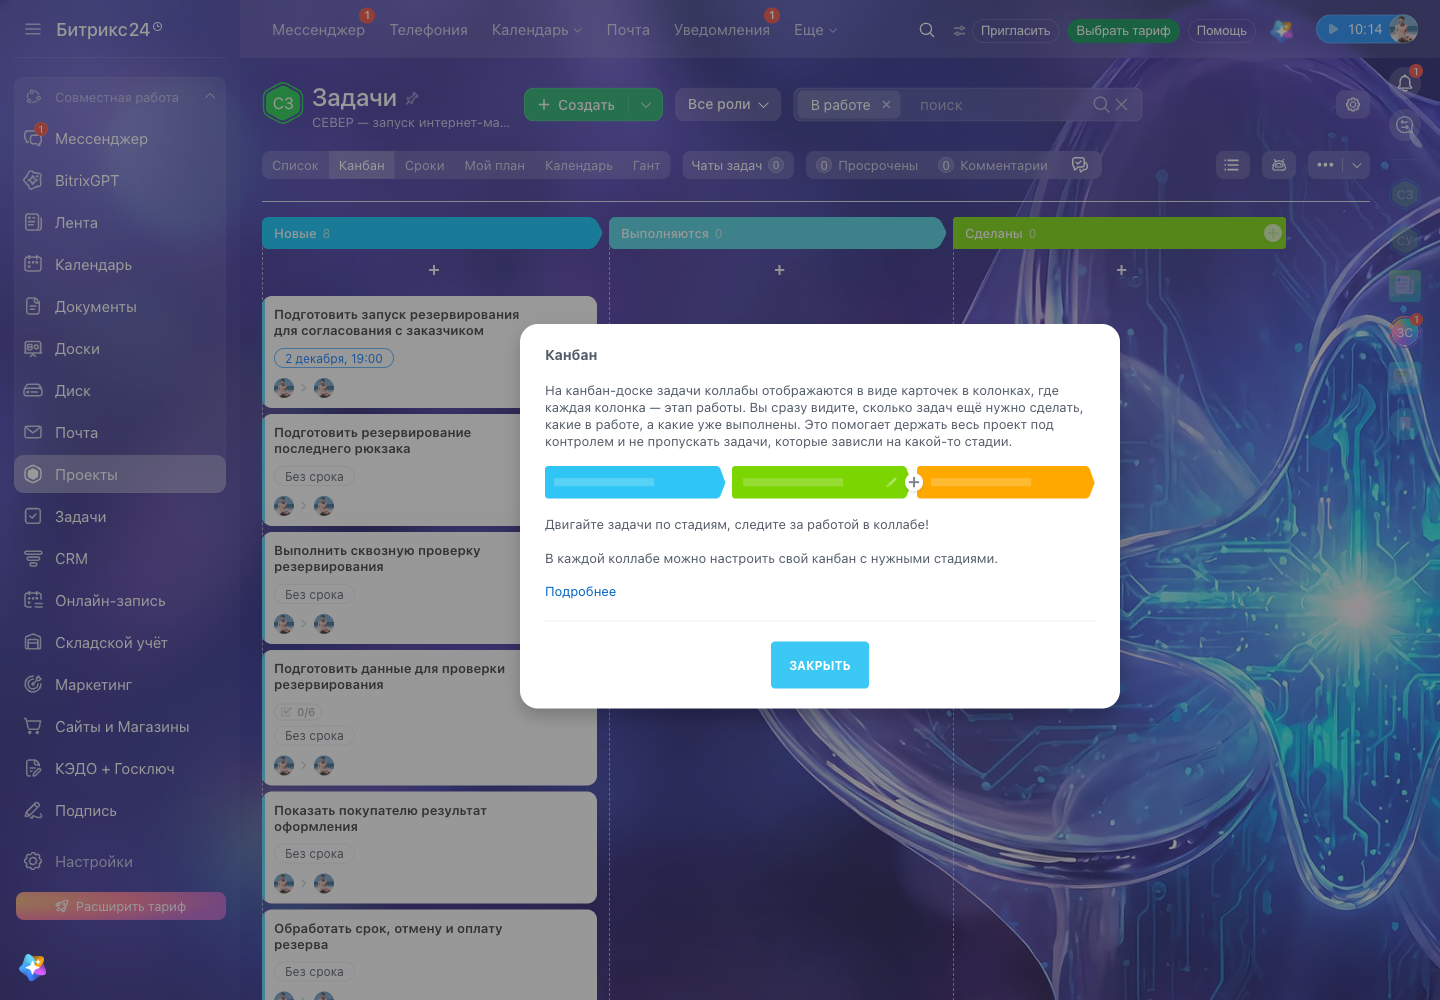 Битрикс24
Мессенджер 1
Телефония
Календарь
Почта
Уведомления 1
Еще
Пригласить
Выбрать тариф
Помощь
10:14
Совместная работа
Мессенджер 1
BitrixGPT
Лента
Календарь
Документы
Доски
Диск
Почта
Проекты
Задачи
CRM
Онлайн-запись
Складской учёт
Маркетинг
Сайты и Магазины
КЭДО + Госключ
Подпись
Настройки
Расширить тариф
СЗ
Задачи
СЕВЕР — запуск интернет-ма...
Создать
Все роли
В работе
поиск
Список
Канбан
Сроки
Мой план
Календарь
Гант
Чаты задач 0
0 Просрочены
0 Комментарии
Новые 8
Выполняются 0
Сделаны 0
Подготовить запуск резервирования
для согласования с заказчиком
2 декабря, 19:00
Подготовить резервирование
последнего рюкзака
Без срока
Выполнить сквозную проверку
резервирования
Без срока
Подготовить данные для проверки
резервирования
0/6
Без срока
Показать покупателю результат
оформления
Без срока
Обработать срок, отмену и оплату
резерва
Без срока
Канбан
На канбан-доске задачи коллабы отображаются в виде карточек в колонках, где
каждая колонка — этап работы. Вы сразу видите, сколько задач ещё нужно сделать,
какие в работе, а какие уже выполнены. Это помогает держать весь проект под
контролем и не пропускать задачи, которые зависли на какой-то стадии.
Двигайте задачи по стадиям, следите за работой в коллабе!
В каждой коллабе можно настроить свой канбан с нужными стадиями.
Подробнее
ЗАКРЫТЬ
1
СЗ
СУ
ЗС
1